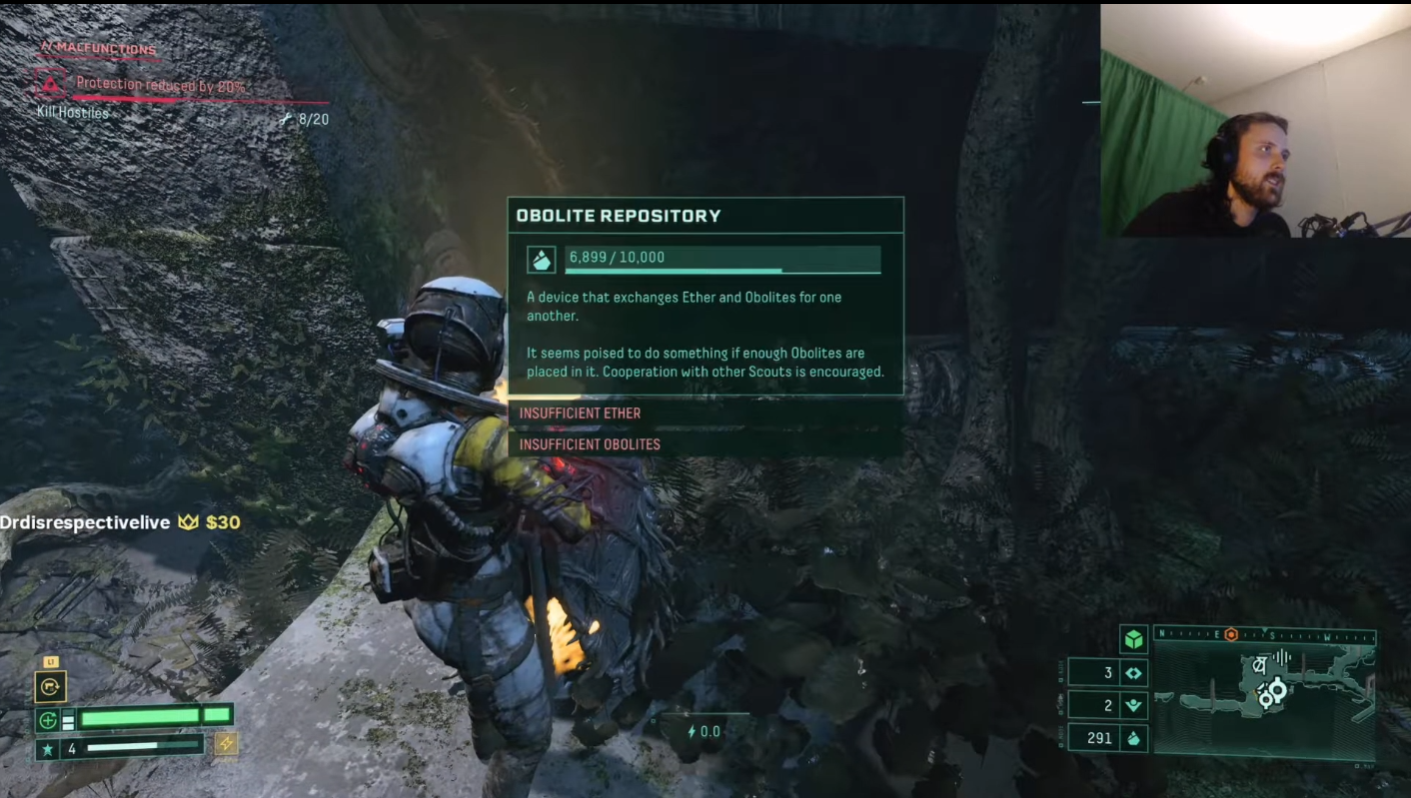 // MALFUNCTIONS
Protection reduced by 80%
Kill Hostiles
8/20
OBOLITE REPOSITORY
6,899 / 10,000
A device that exchanges Ether and Obolites for one
another.
It seems poised to do something if enough Obolites are
placed in it. Cooperation with other Scouts is encouraged.
INSUFFICIENT ETHER
INSUFFICIENT OBOLITES
Drdisrespectivelive $30
L1
4
0.0
N E S W
3
2
291